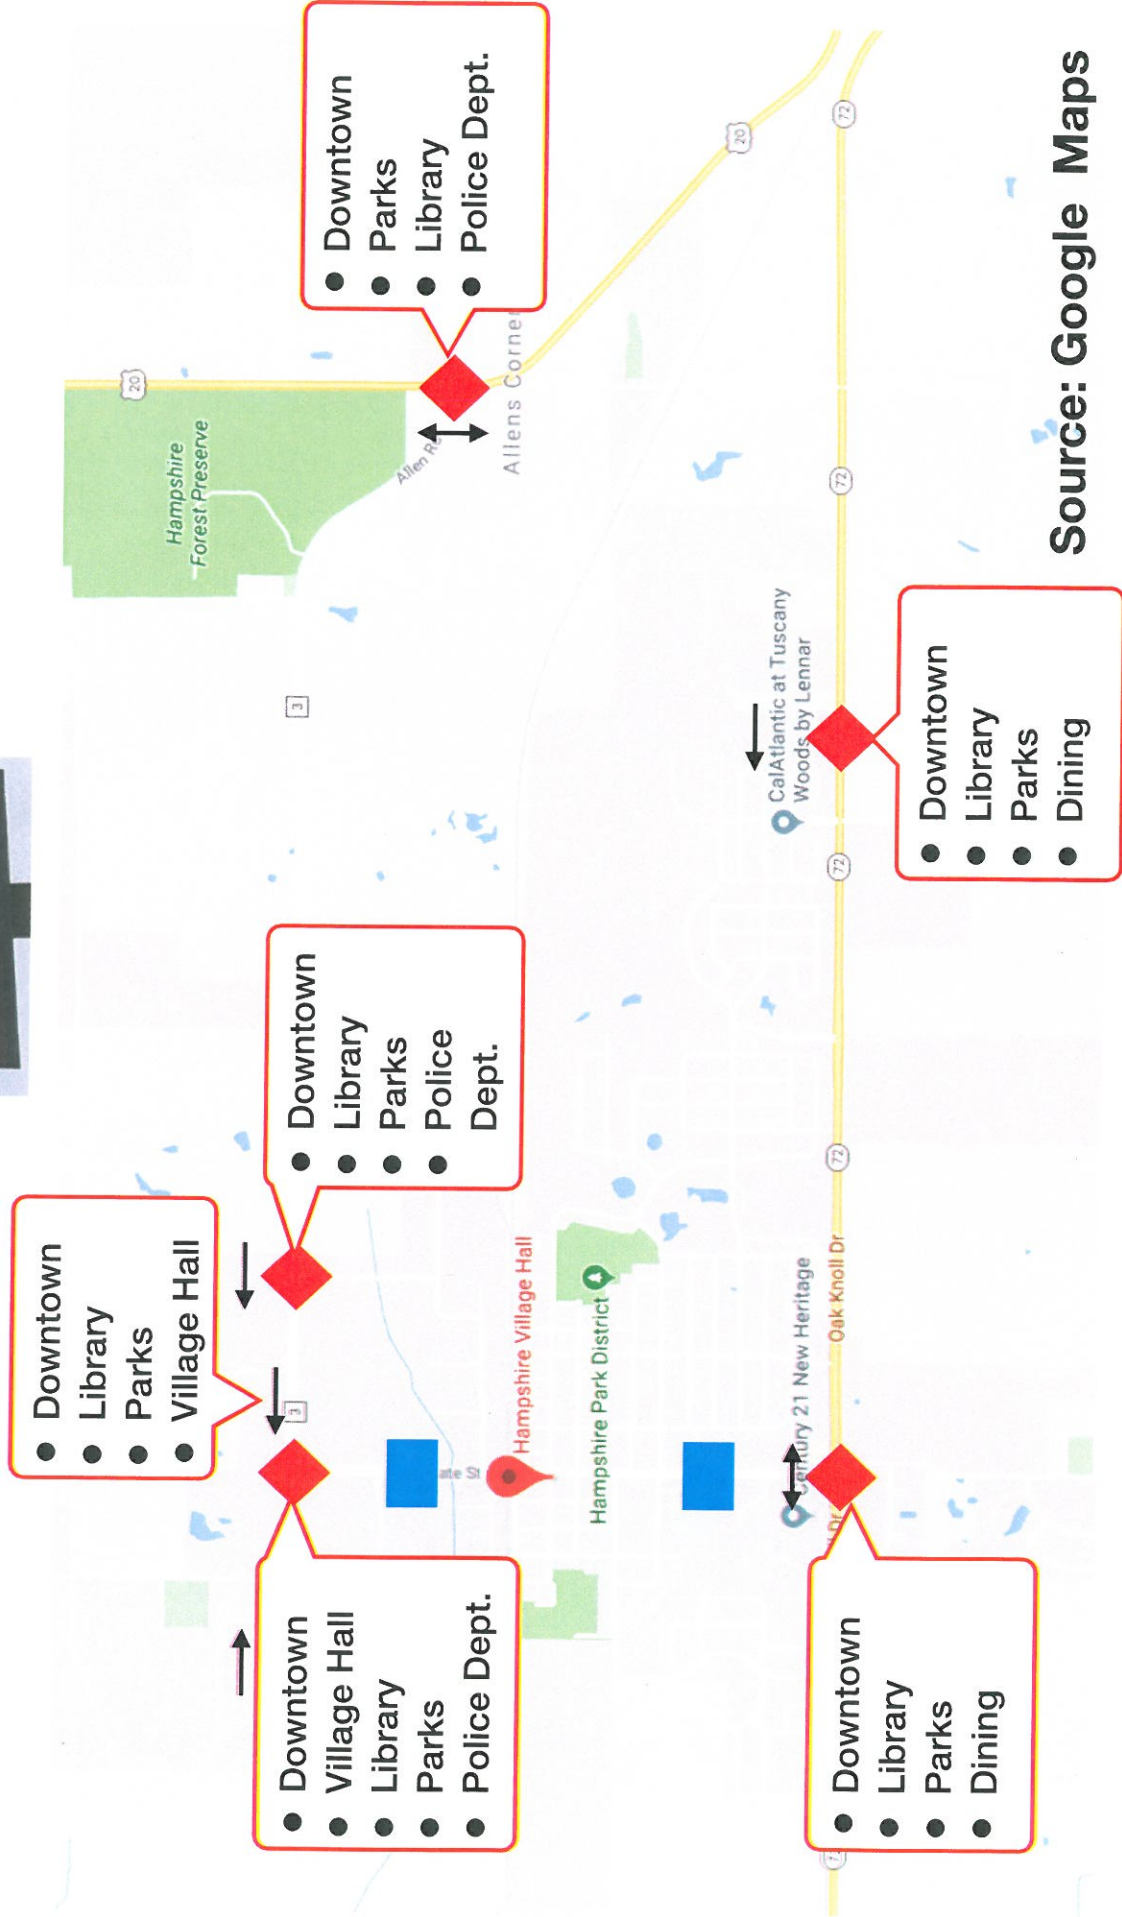 Downtown
Library
Parks
Village Hall
Downtown
Village Hall
Library
Parks
Police Dept.
Downtown
Library
Parks
Police
Dept.
Downtown
Parks
Library
Police Dept.
Hampshire
Forest Preserve
20
Allen
Allens Corner
20
3
3
Hampshire Village Hall
Hampshire Park District
CalAtlantic at Tuscany
Woods by Lennar
Century 21 New Heritage
Oak Knoll Dr
72
72
72
72
Downtown
Library
Parks
Dining
Downtown
Library
Parks
Dining
Source: Google Maps